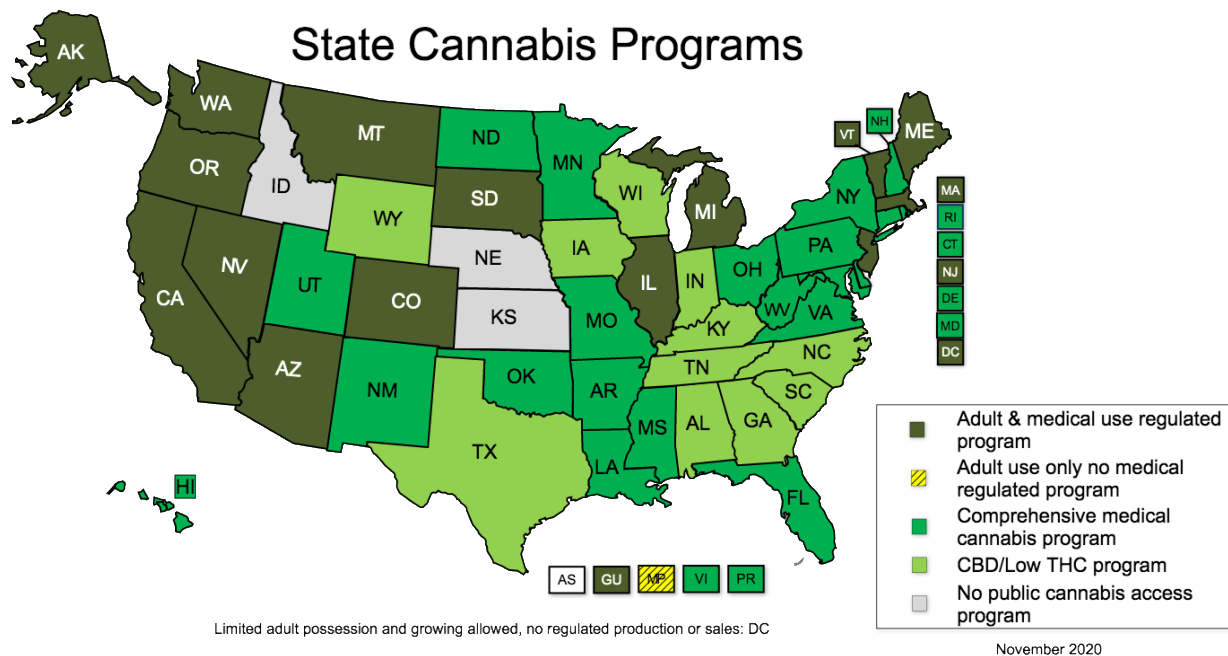 State Cannabis Programs
AK
WA
OR
CA
NV
ID
MT
WY
UT
AZ
CO
NM
ND
SD
NE
KS
OK
TX
MN
IA
MO
AR
LA
WI
IL
MI
IN
OH
KY
TN
MS
AL
GA
FL
SC
NC
VA
WV
PA
NY
VT
NH
ME
MA
RI
CT
NJ
DE
MD
DC
HI
AS
GU
MP
VI
PR
Adult & medical use regulated
program
Adult use only no medical
regulated program
Comprehensive medical
cannabis program
CBD/Low THC program
No public cannabis access
program
Limited adult possession and growing allowed, no regulated production or sales: DC
November 2020